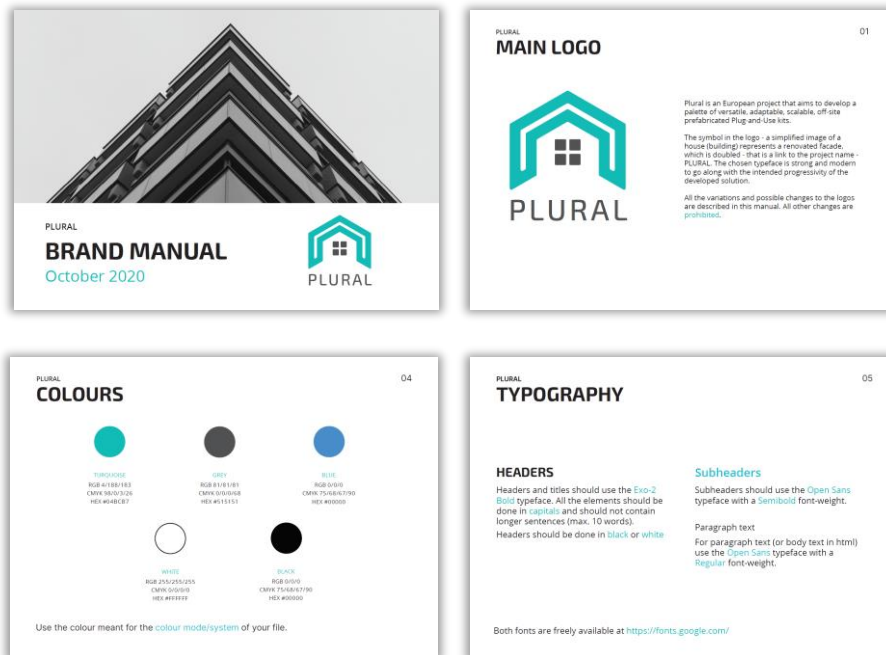 PLURAL
BRAND MANUAL
October 2020
PLURAL
PLURAL
MAIN LOGO
01
PLURAL
Plural is an European project that aims to develop a
palette of versatile, adaptable, scalable, off-site
prefabricated Plug-and-Use kits.
The symbol in the logo - a simplified image of a
house (building) represents a renovated facade,
which is doubled - that is a link to the project name -
PLURAL. The chosen typeface is strong and modern
to go along with the intended progressivity of the
developed solution.
All the variations and possible changes to the logos
are described in this manual. All other changes are
prohibited.
PLURAL
COLOURS
04
TURQUOISE
RGB 4/188/183
CMYK 98/0/3/26
HEX #04BCB7
GREY
RGB 81/81/81
CMYK 0/0/0/68
HEX #515151
BLUE
RGB 0/0/0
CMYK 75/68/67/90
HEX #00000
WHITE
RGB 255/255/255
CMYK 0/0/0/0
HEX #FFFFFF
BLACK
RGB 0/0/0
CMYK 75/68/67/90
HEX #00000
Use the colour meant for the colour mode/system of your file.
PLURAL
TYPOGRAPHY
05
HEADERS
Headers and titles should use the Exo-2
Bold typeface. All the elements should be
done in capitals and should not contain
longer sentences (max. 10 words).
Headers should be done in black or white
Subheaders
Subheaders should use the Open Sans
typeface with a Semibold font-weight.
Paragraph text
For paragraph text (or body text in html)
use the Open Sans typeface with a
Regular font-weight.
Both fonts are freely available at https://fonts.google.com/